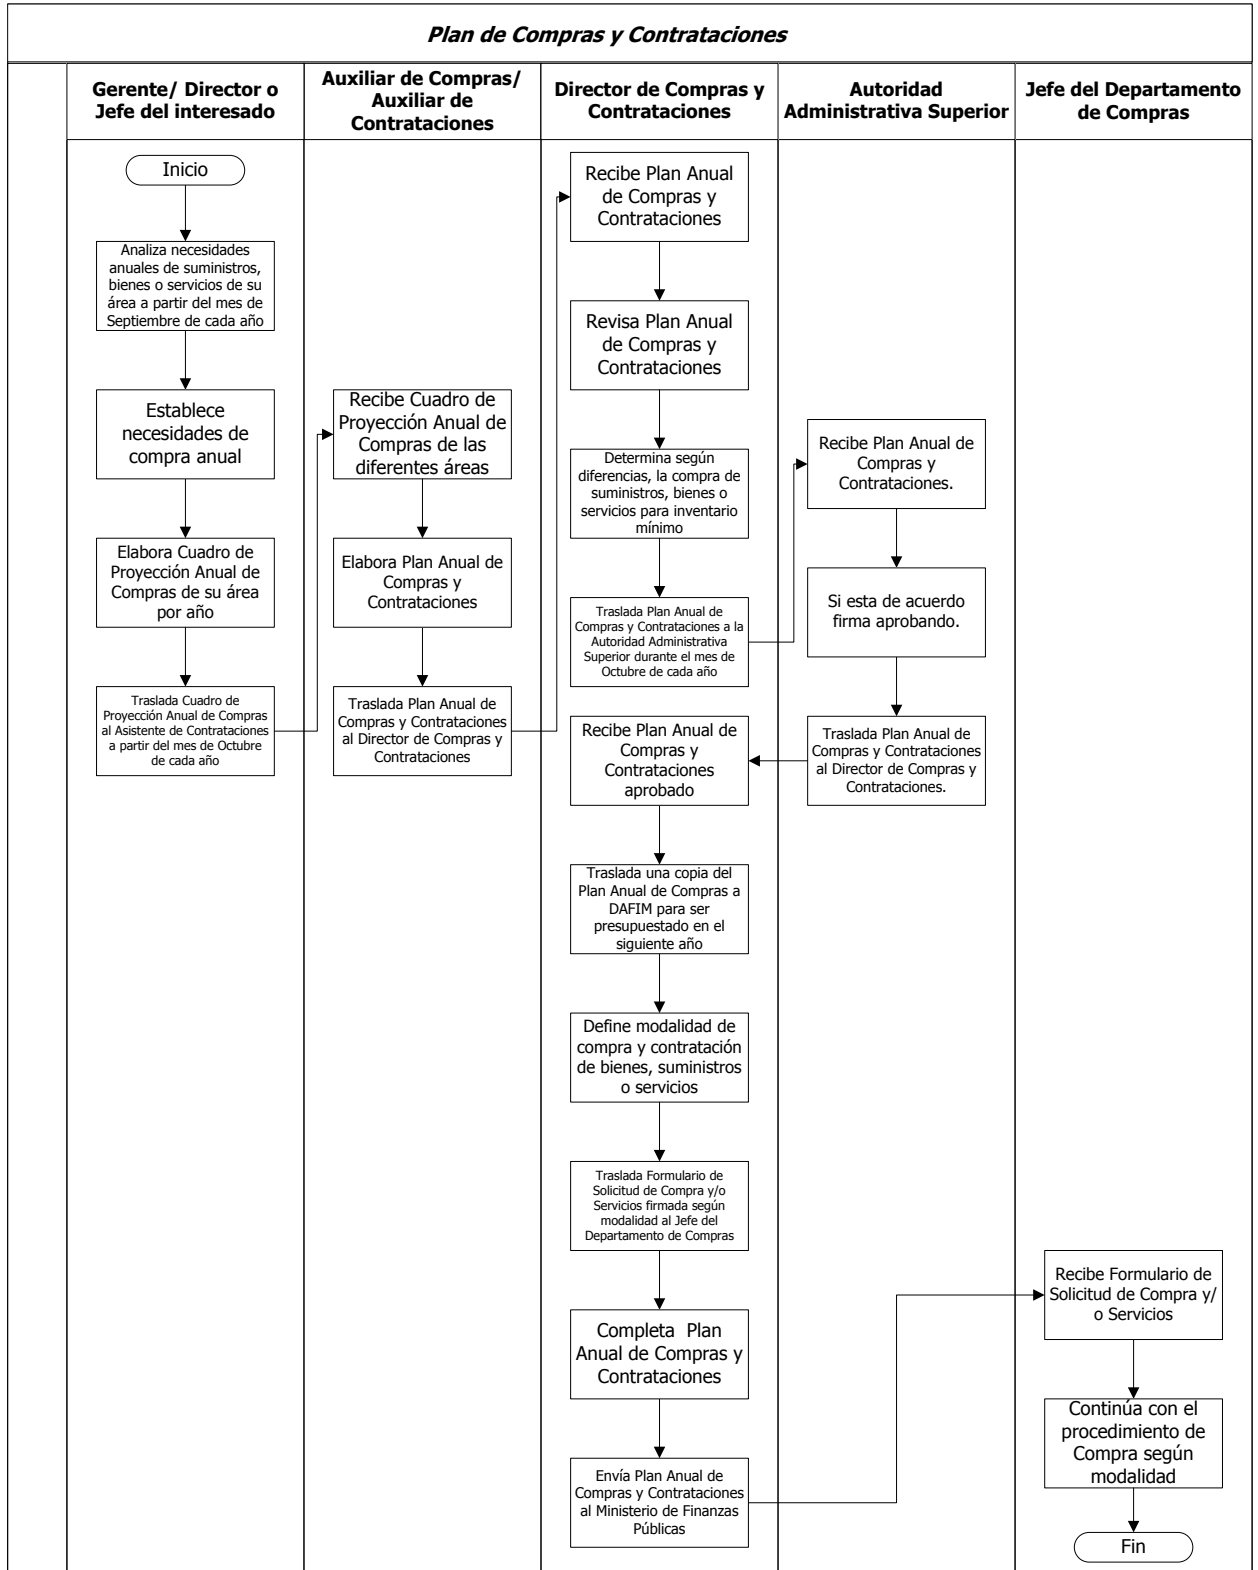 Plan de Compras y Contrataciones
Gerente/ Director o
Jefe del interesado
Auxiliar de Compras/
Auxiliar de
Contrataciones
Director de Compras y
Contrataciones
Autoridad
Administrativa Superior
Jefe del Departamento
de Compras
Inicio
Analiza necesidades
anuales de suministros,
bienes o servicios de su
área a partir del mes de
Septiembre de cada año
Establece
necesidades de
compra anual
Elabora Cuadro de
Proyección Anual de
Compras de su área
por año
Traslada Cuadro de
Proyección Anual de Compras
al Asistente de Contrataciones
a partir del mes de Octubre
de cada año
Recibe Cuadro de
Proyección Anual de
Compras de las
diferentes áreas
Elabora Plan Anual de
Compras y
Contrataciones
Traslada Plan Anual de
Compras y Contrataciones
al Director de Compras y
Contrataciones
Recibe Plan Anual
de Compras y
Contrataciones
Revisa Plan Anual
de Compras y
Contrataciones
Determina según
diferencias, la compra de
suministros, bienes o
servicios para inventario
mínimo
Traslada Plan Anual de
Compras y Contrataciones a la
Autoridad Administrativa
Superior durante el mes de
Octubre de cada año
Recibe Plan Anual de
Compras y
Contrataciones.
Si esta de acuerdo
firma aprobando.
Traslada Plan Anual de
Compras y Contrataciones
al Director de Compras y
Contrataciones.
Recibe Plan Anual de
Compras y
Contrataciones
aprobado
Traslada una copia del
Plan Anual de Compras a
DAFIM para ser
presupuestado en el
siguiente año
Define modalidad de
compra y contratación
de bienes, suministros
o servicios
Traslada Formulario de
Solicitud de Compra y/o
Servicios firmada según
modalidad al Jefe del
Departamento de Compras
Completa Plan
Anual de Compras y
Contrataciones
Envía Plan Anual de
Compras y Contrataciones
al Ministerio de Finanzas
Públicas
Recibe Formulario de
Solicitud de Compra y/
o Servicios
Continúa con el
procedimiento de
Compra según
modalidad
Fin